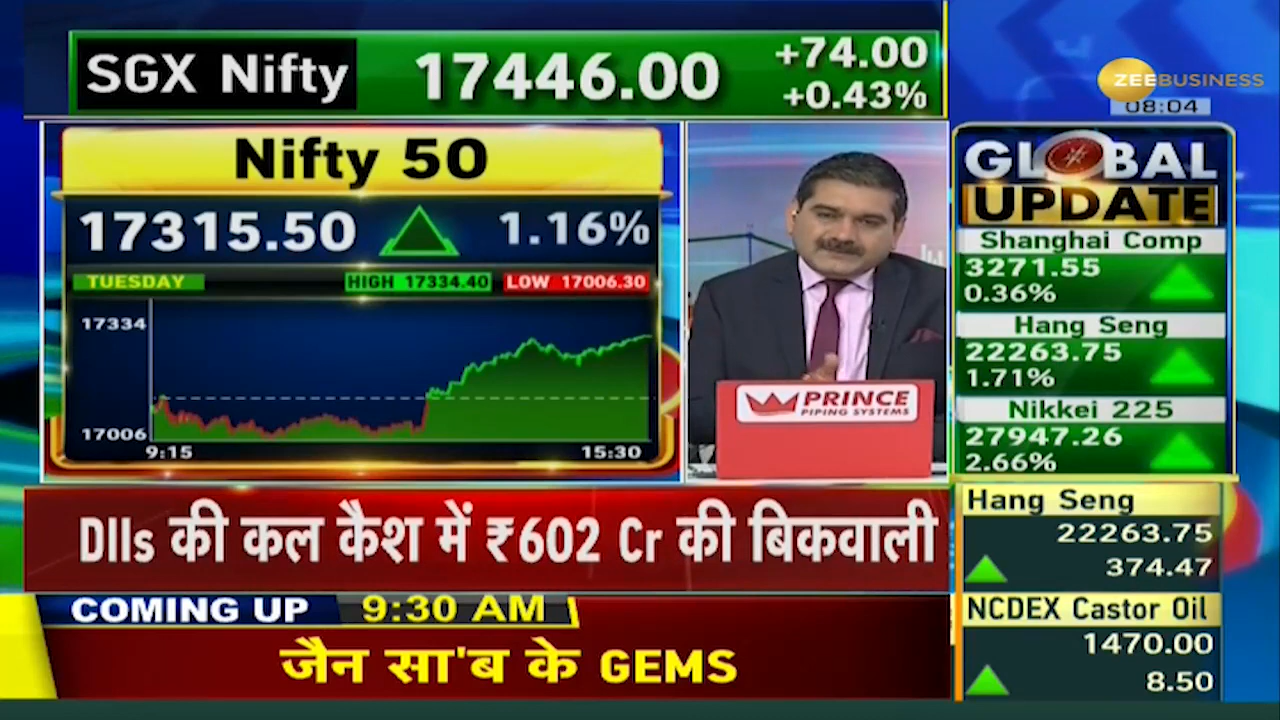 SGX Nifty
17446.00
+74.00
+0.43%
ZEEBUSINESS
08:04
Nifty 50
17315.50
1.16%
TUESDAY
HIGH 17334.40
LOW 17006.30
17334
17006
9:15
15:30
PRINCE
PIPING SYSTEMS
GLOBAL
UPDATE
Shanghai Comp
3271.55
0.36%
Hang Seng
22263.75
1.71%
Nikkei 225
27947.26
2.66%
DIIs की कल कैश में ₹602 Cr की बिकवाली
Hang Seng
22263.75
374.47
NCDEX Castor Oil
1470.00
8.50
COMING UP 9:30 AM
जैन सा'ब के GEMS